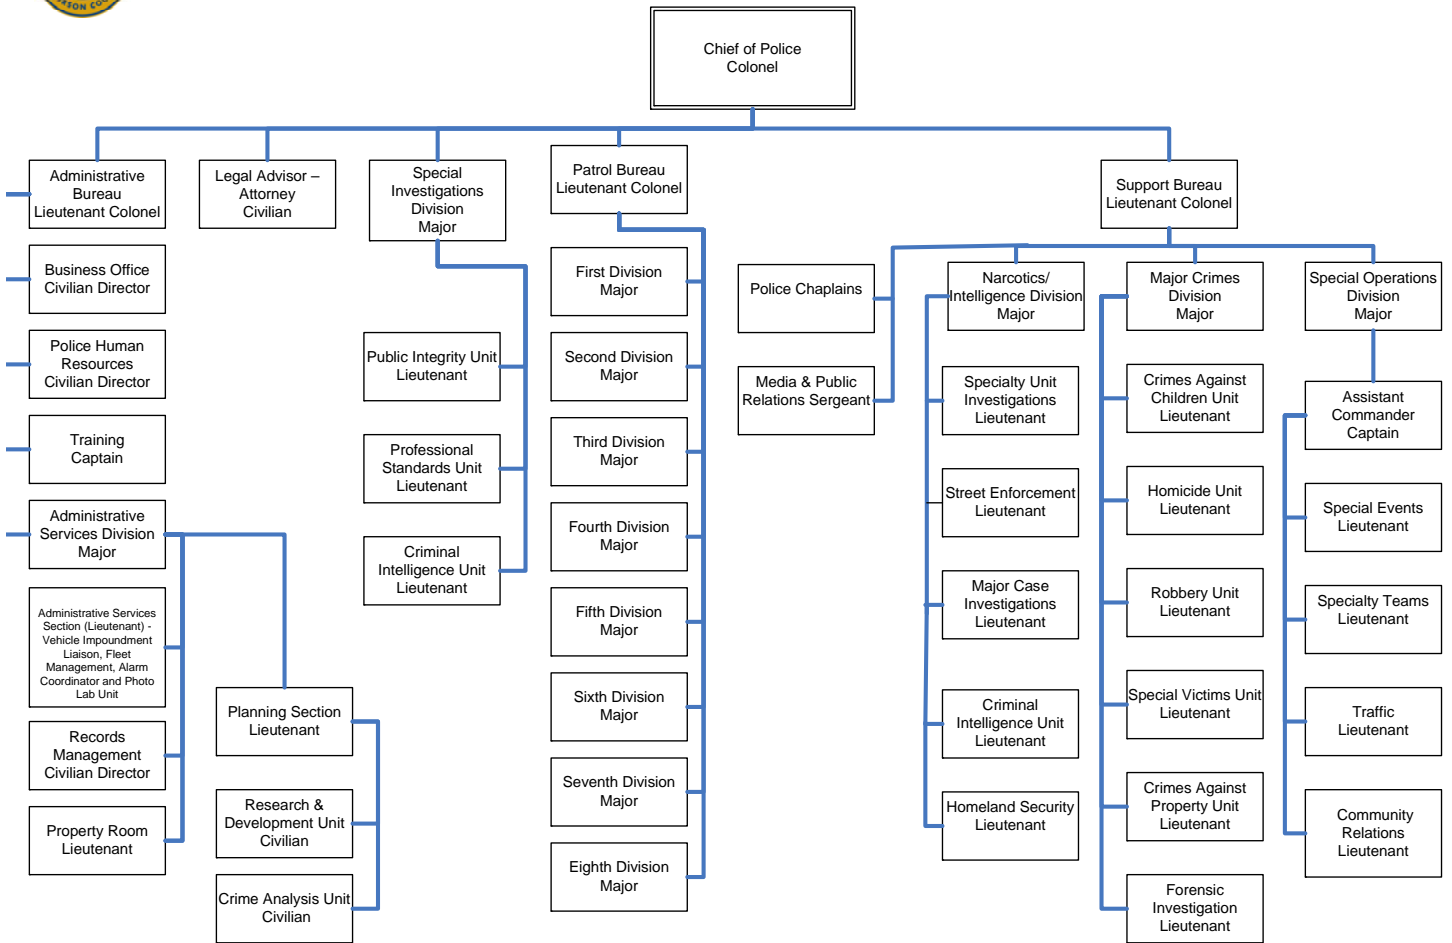 RSON COU
Chief of Police
Colonel
Administrative
Bureau
Lieutenant Colonel
Legal Advisor –
Attorney
Civilian
Special
Investigations
Division
Major
Patrol Bureau
Lieutenant Colonel
Support Bureau
Lieutenant Colonel
Business Office
Civilian Director
Police Human
Resources
Civilian Director
Training
Captain
Administrative
Services Division
Major
Administrative Services
Section (Lieutenant) -
Vehicle Impoundment
Liaison, Fleet
Management, Alarm
Coordinator and Photo
Lab Unit
Records
Management
Civilian Director
Property Room
Lieutenant
Planning Section
Lieutenant
Research &
Development Unit
Civilian
Crime Analysis Unit
Civilian
Public Integrity Unit
Lieutenant
Professional
Standards Unit
Lieutenant
Criminal
Intelligence Unit
Lieutenant
First Division
Major
Second Division
Major
Third Division
Major
Fourth Division
Major
Fifth Division
Major
Sixth Division
Major
Seventh Division
Major
Eighth Division
Major
Police Chaplains
Media & Public
Relations Sergeant
Narcotics/
Intelligence Division
Major
Specialty Unit
Investigations
Lieutenant
Street Enforcement
Lieutenant
Major Case
Investigations
Lieutenant
Criminal
Intelligence Unit
Lieutenant
Homeland Security
Lieutenant
Major Crimes
Division
Major
Crimes Against
Children Unit
Lieutenant
Homicide Unit
Lieutenant
Robbery Unit
Lieutenant
Special Victims Unit
Lieutenant
Crimes Against
Property Unit
Lieutenant
Forensic
Investigation
Lieutenant
Special Operations
Division
Major
Assistant
Commander
Captain
Special Events
Lieutenant
Specialty Teams
Lieutenant
Traffic
Lieutenant
Community
Relations
Lieutenant